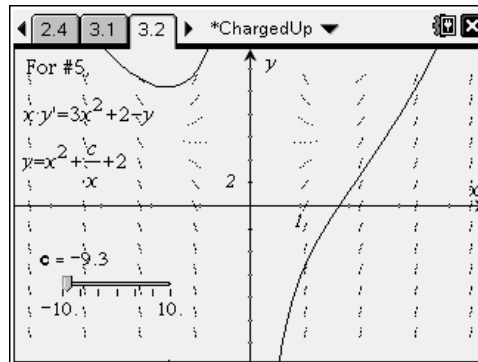 2.4 3.1 3.2 *ChargedUp
For #5
y
x·y'=3x²+2−y
y=x²+c/x+2
2
x
1
c = −9.3
−10. 10.